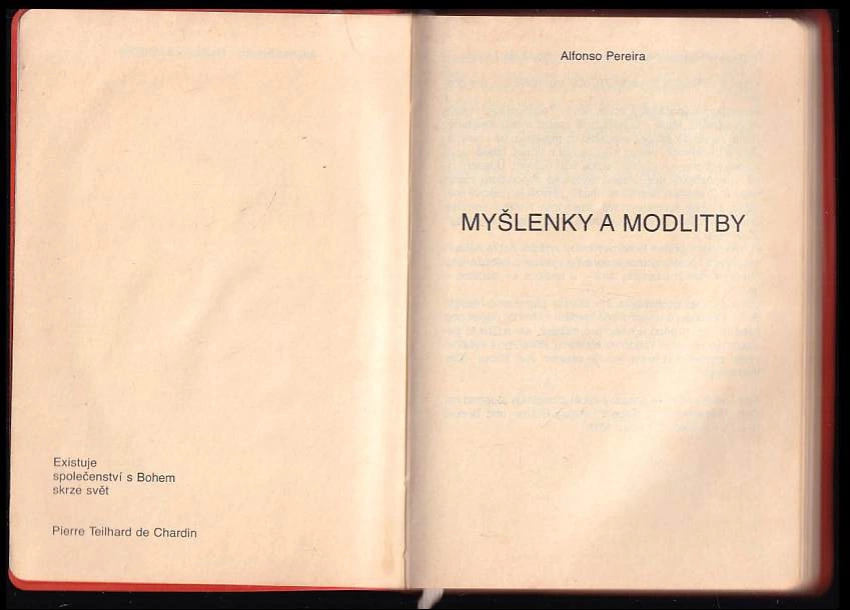 Existuje
společenství s Bohem
skrze svět
Pierre Teilhard de Chardin
Alfonso Pereira
MYŠLENKY A MODLITBY